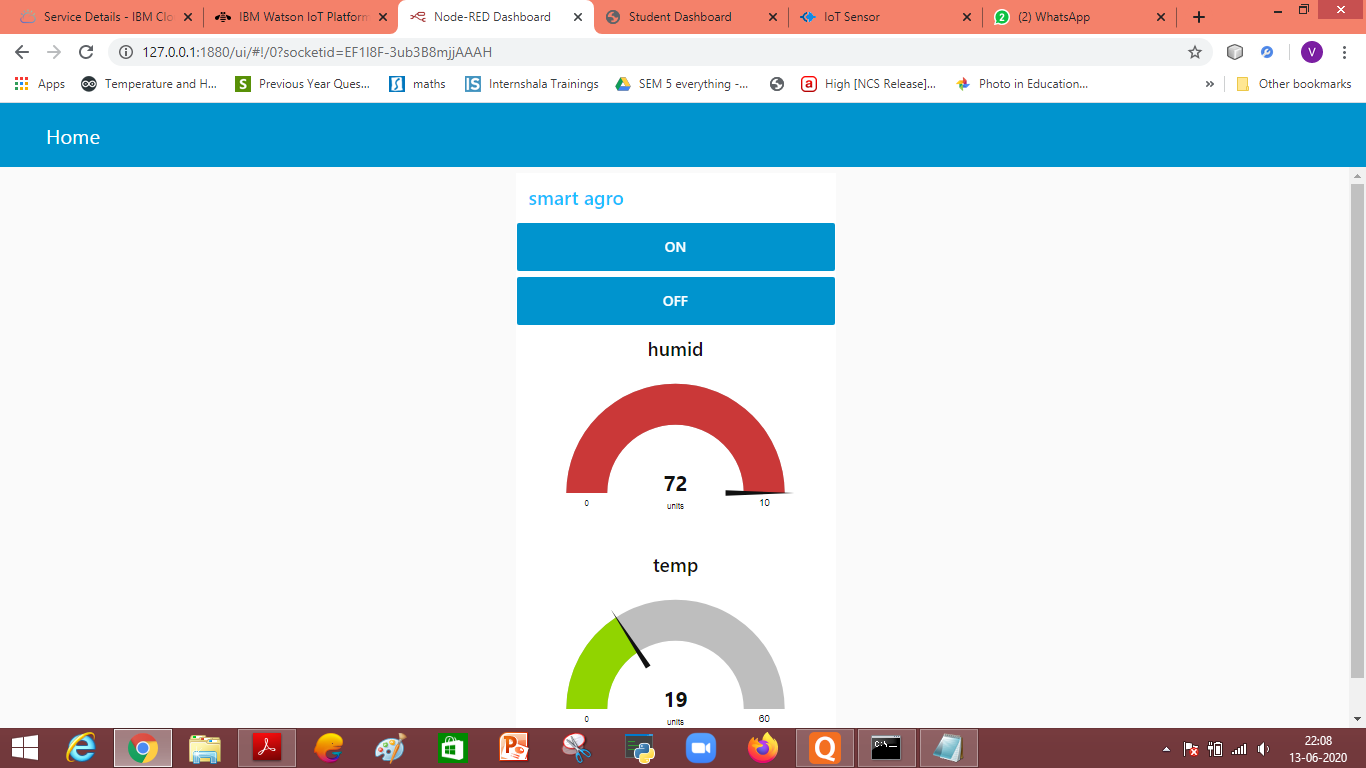 Service Details - IBM Clo
IBM Watson IoT Platform
Node-RED Dashboard
Student Dashboard
IoT Sensor
(2) WhatsApp
127.0.0.1:1880/ui/#!/0?socketid=EF1I8F-3ub3B8mjjAAAH
V
Apps
Temperature and H...
Previous Year Ques...
maths
Internshala Trainings
SEM 5 everything -...
High [NCS Release]...
Photo in Education...
Other bookmarks
Home
smart agro
ON
OFF
humid
72
units
0
10
temp
19
units
0
60
22:08
13-06-2020